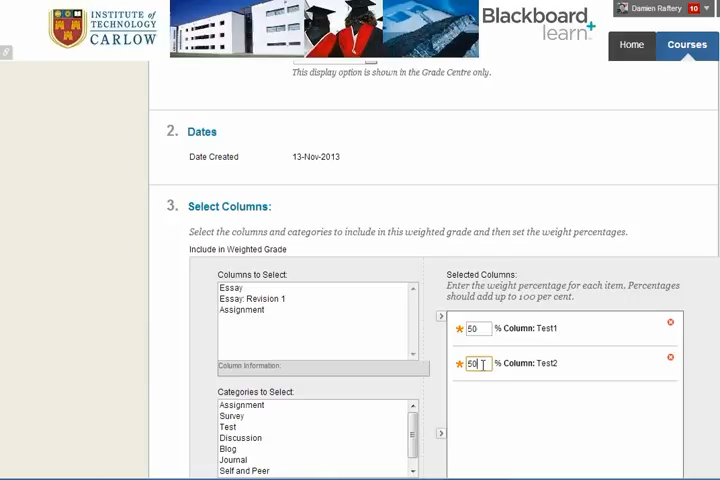 INSTITUTE of
TECHNOLOGY
CARLOW
Blackboard
learn+
Damien Raftery 10
Home Courses
This display option is shown in the Grade Centre only.
2. Dates
Date Created 13-Nov-2013
3. Select Columns:
Select the columns and categories to include in this weighted grade and then set the weight percentages.
Include in Weighted Grade
Columns to Select:
Essay
Essay: Revision 1
Assignment
Column Information:
Categories to Select:
Assignment
Survey
Test
Discussion
Blog
Journal
Self and Peer
Selected Columns:
Enter the weight percentage for each item. Percentages
should add up to 100 per cent.
* 50 % Column: Test1
* 50 % Column: Test2